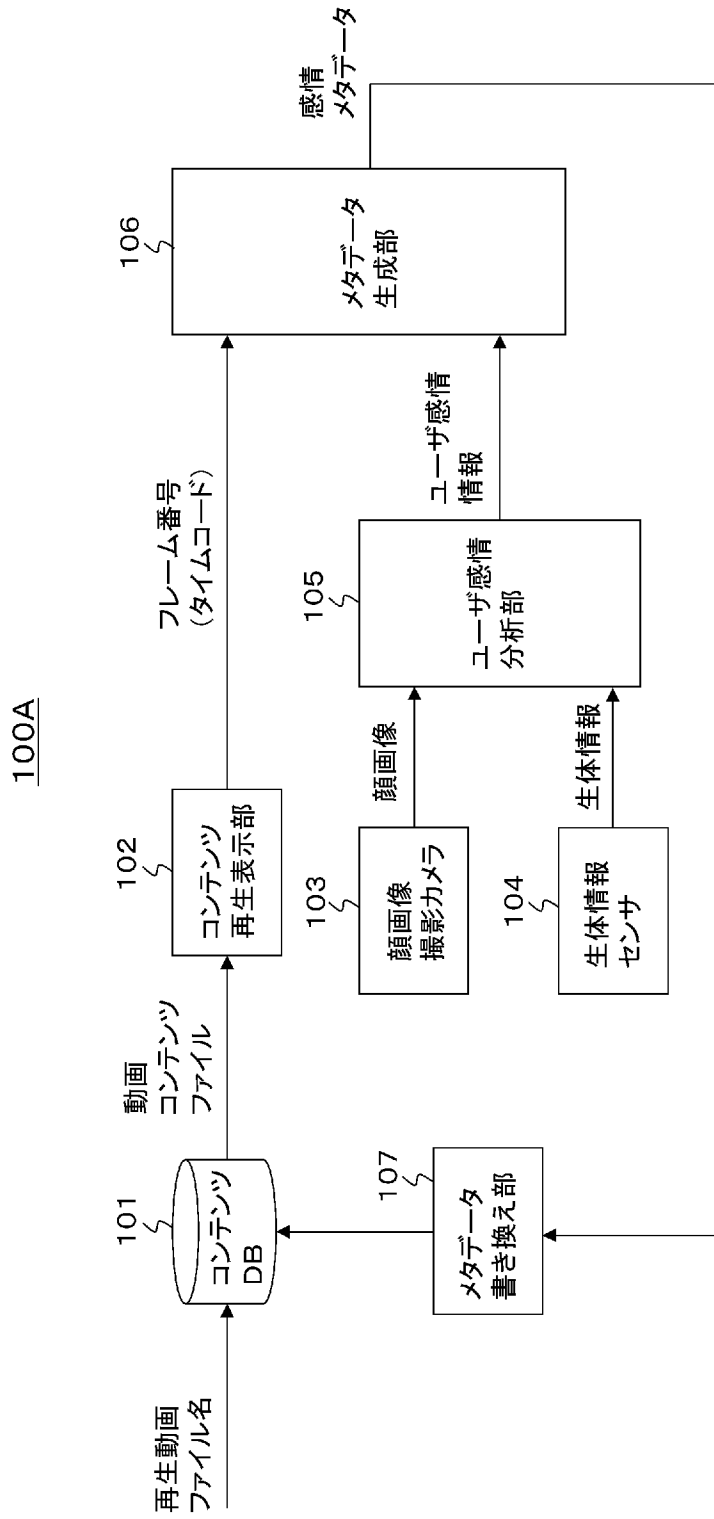 100A
再生動画
ファイル名
101
コンテンツ
DB
動画
コンテンツ
ファイル
102
コンテンツ
再生表示部
フレーム番号
（タイムコード）
106
メタデータ
生成部
感情
メタデータ
103
顔画像
撮影カメラ
顔画像
104
生体情報
センサ
生体情報
105
ユーザ感情
分析部
ユーザ感情
情報
107
メタデータ
書き換え部